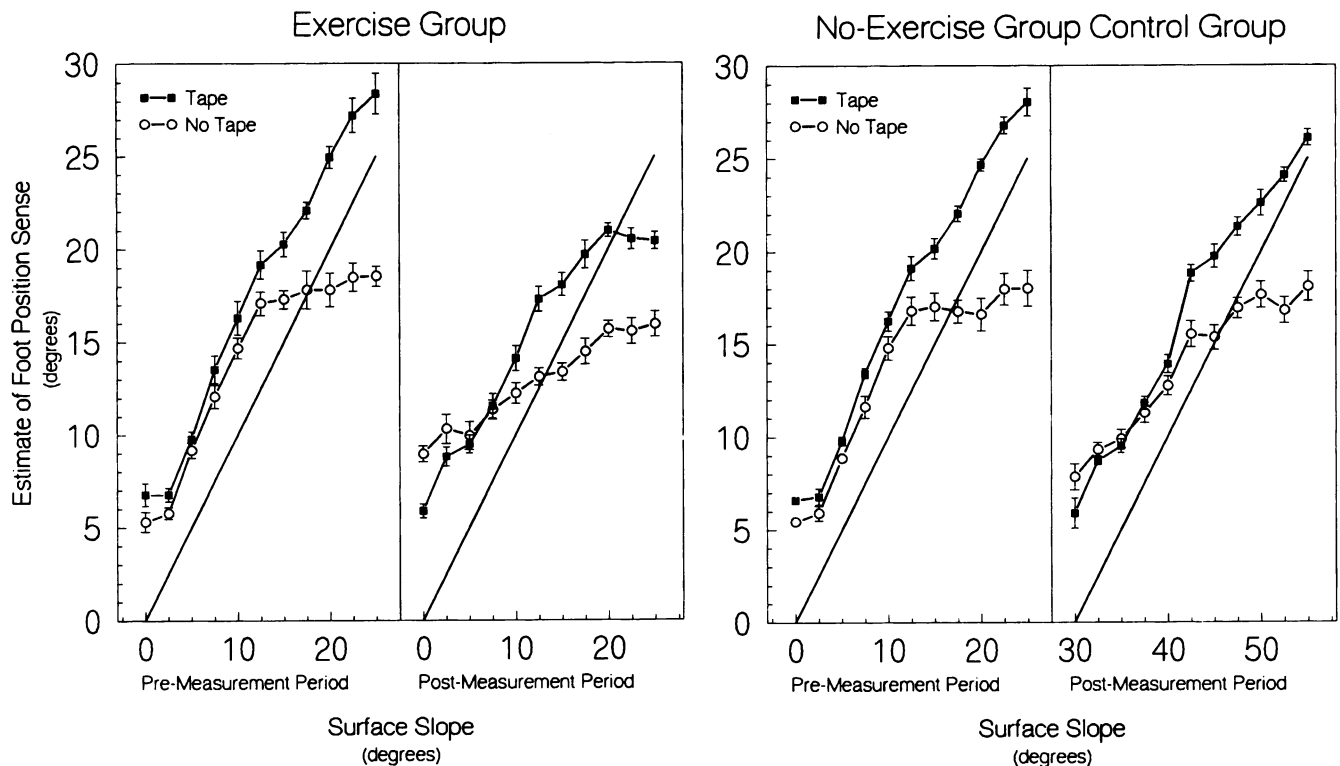 Exercise Group
No-Exercise Group Control Group
Estimate of Foot Position Sense
(degrees)
30
25
20
15
10
5
0
Tape
No Tape
0 10 20
0 10 20
Pre-Measurement Period
Post-Measurement Period
Surface Slope
(degrees)
30
25
20
15
10
5
0
Tape
No Tape
0 10 20
30 40 50
Pre-Measurement Period
Post-Measurement Period
Surface Slope
(degrees)